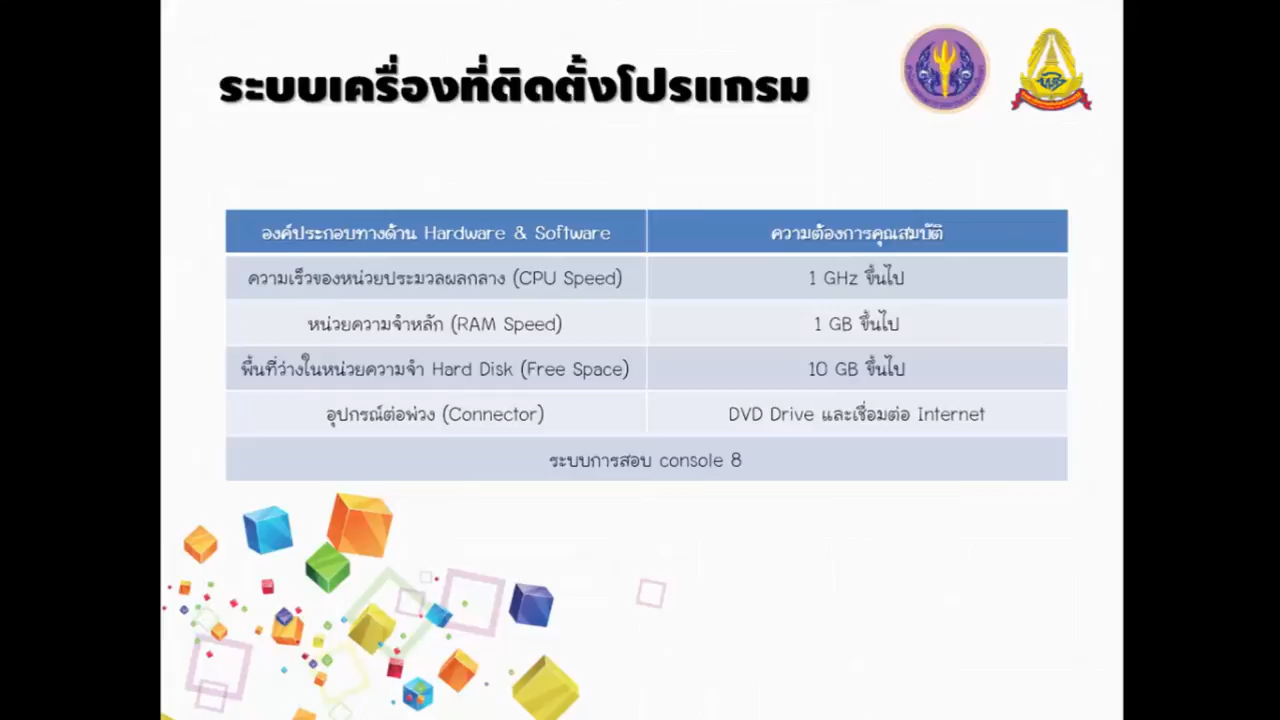 ระบบเครื่องที่ติดตั้งโปรแกรม
องค์ประกอบทางด้าน Hardware & Software
ความต้องการคุณสมบัติ
ความเร็วของหน่วยประมวลผลกลาง (CPU Speed)
1 GHz ขึ้นไป
หน่วยความจำหลัก (RAM Speed)
1 GB ขึ้นไป
พื้นที่ว่างในหน่วยความจำ Hard Disk (Free Space)
10 GB ขึ้นไป
อุปกรณ์ต่อพ่วง (Connector)
DVD Drive และเชื่อมต่อ Internet
ระบบการสอบ console 8